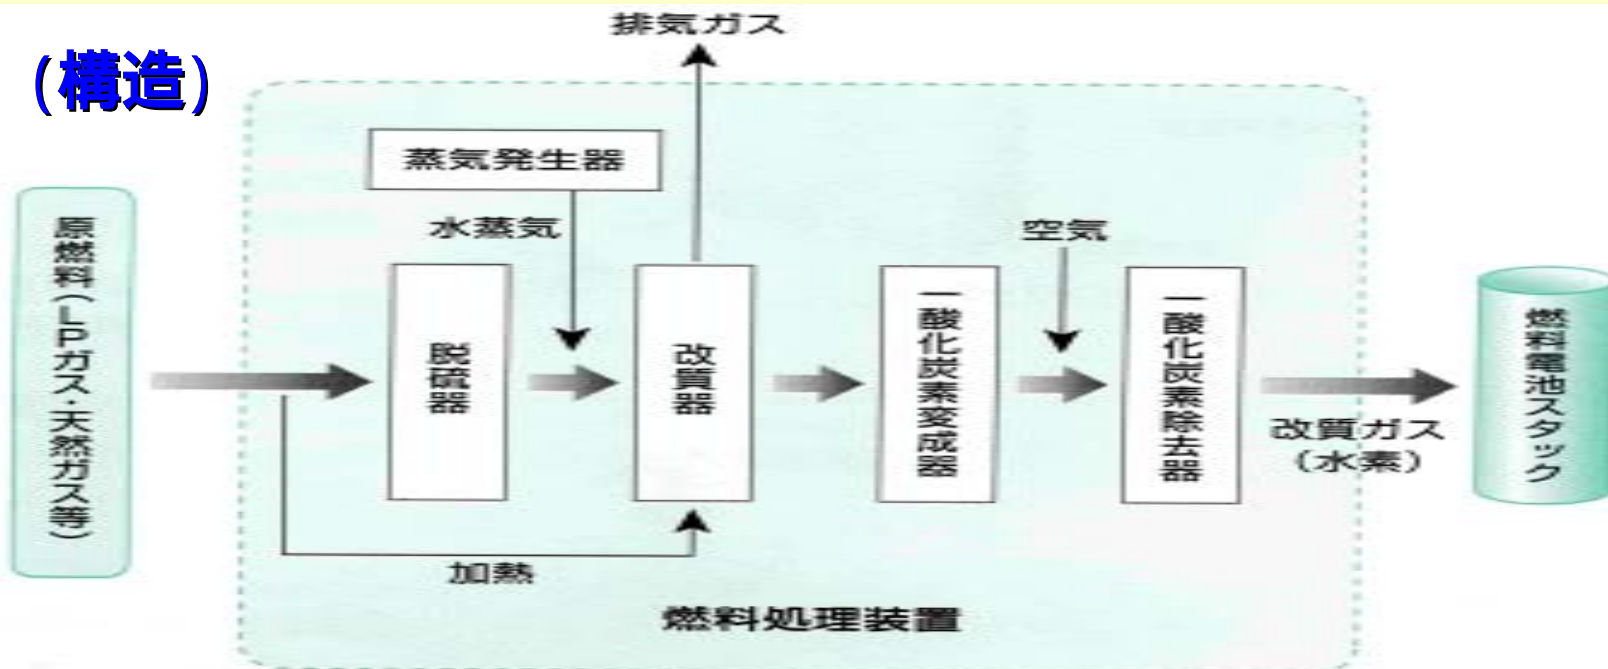 (構造)
排気ガス
蒸気発生器
水蒸気
空気
原燃料(LPガス・天然ガス等)
脱硫器
改質器
一酸化炭素変成器
一酸化炭素除去器
改質ガス
(水素)
燃料電池スタック
加熱
燃料処理装置